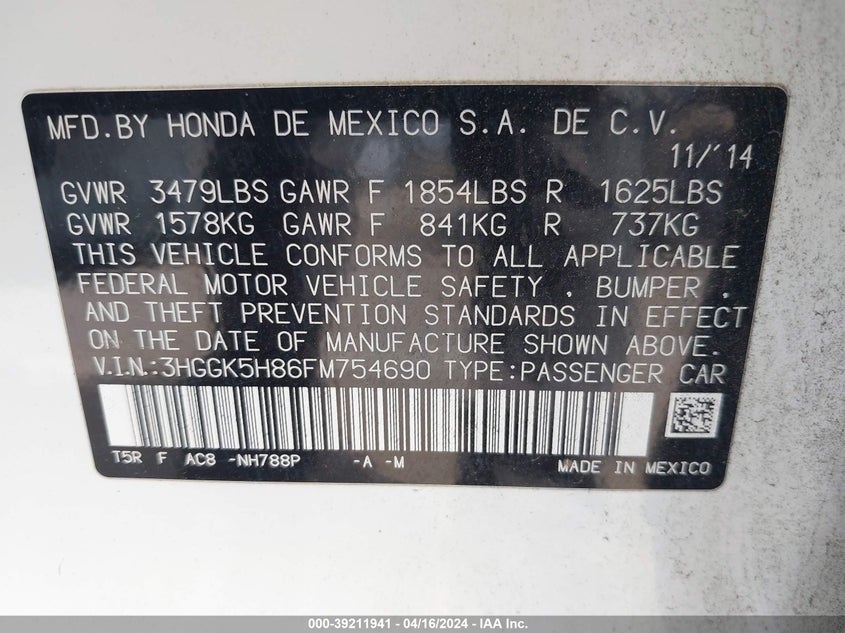 MFD.BY HONDA DE MEXICO S.A. DE C.V.
11/'14
GVWR 3479LBS GAWR F 1854LBS R 1625LBS
GVWR 1578KG GAWR F 841KG R 737KG
THIS VEHICLE CONFORMS TO ALL APPLICABLE
FEDERAL MOTOR VEHICLE SAFETY , BUMPER ,
AND THEFT PREVENTION STANDARDS IN EFFECT
ON THE DATE OF MANUFACTURE SHOWN ABOVE.
V.I.N.:3HGGK5H86FM754690 TYPE:PASSENGER CAR
T5R F AC8 -NH788P -A -M MADE IN MEXICO
000-39211941 - 04/16/2024 - IAA Inc.